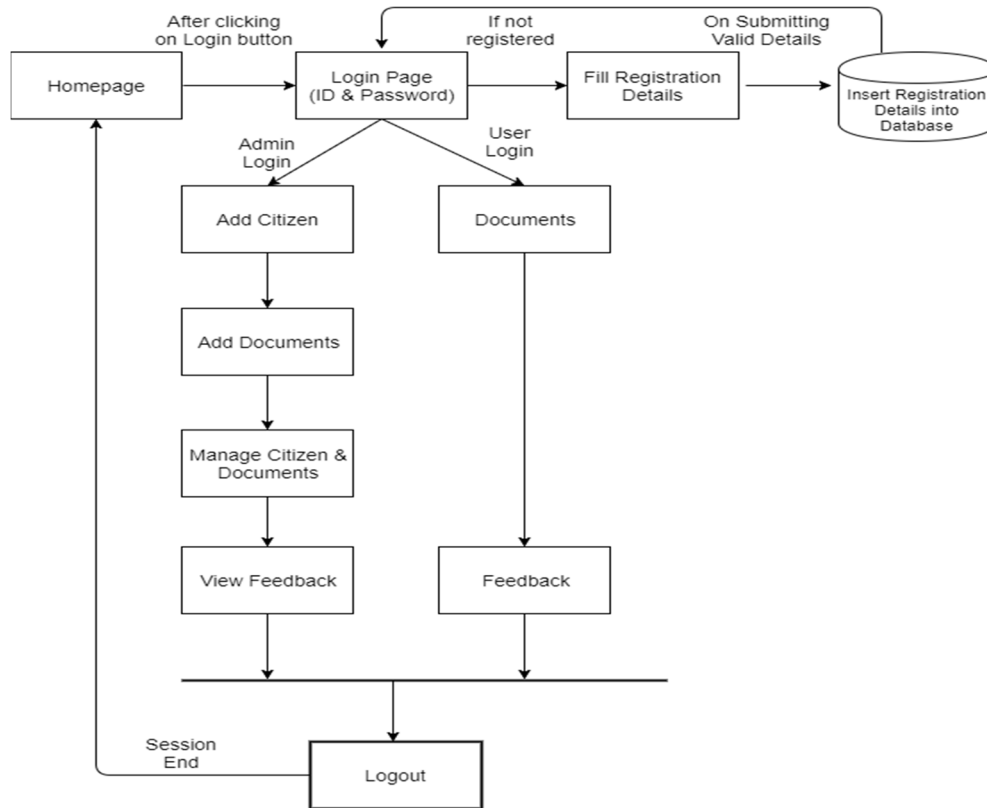 After clicking
on Login button
If not
registered
On Submitting
Valid Details
Homepage
Login Page
(ID & Password)
Fill Registration
Details
Insert Registration
Details into
Database
Admin
Login
User
Login
Add Citizen
Documents
Add Documents
Manage Citizen &
Documents
View Feedback
Feedback
Session
End
Logout